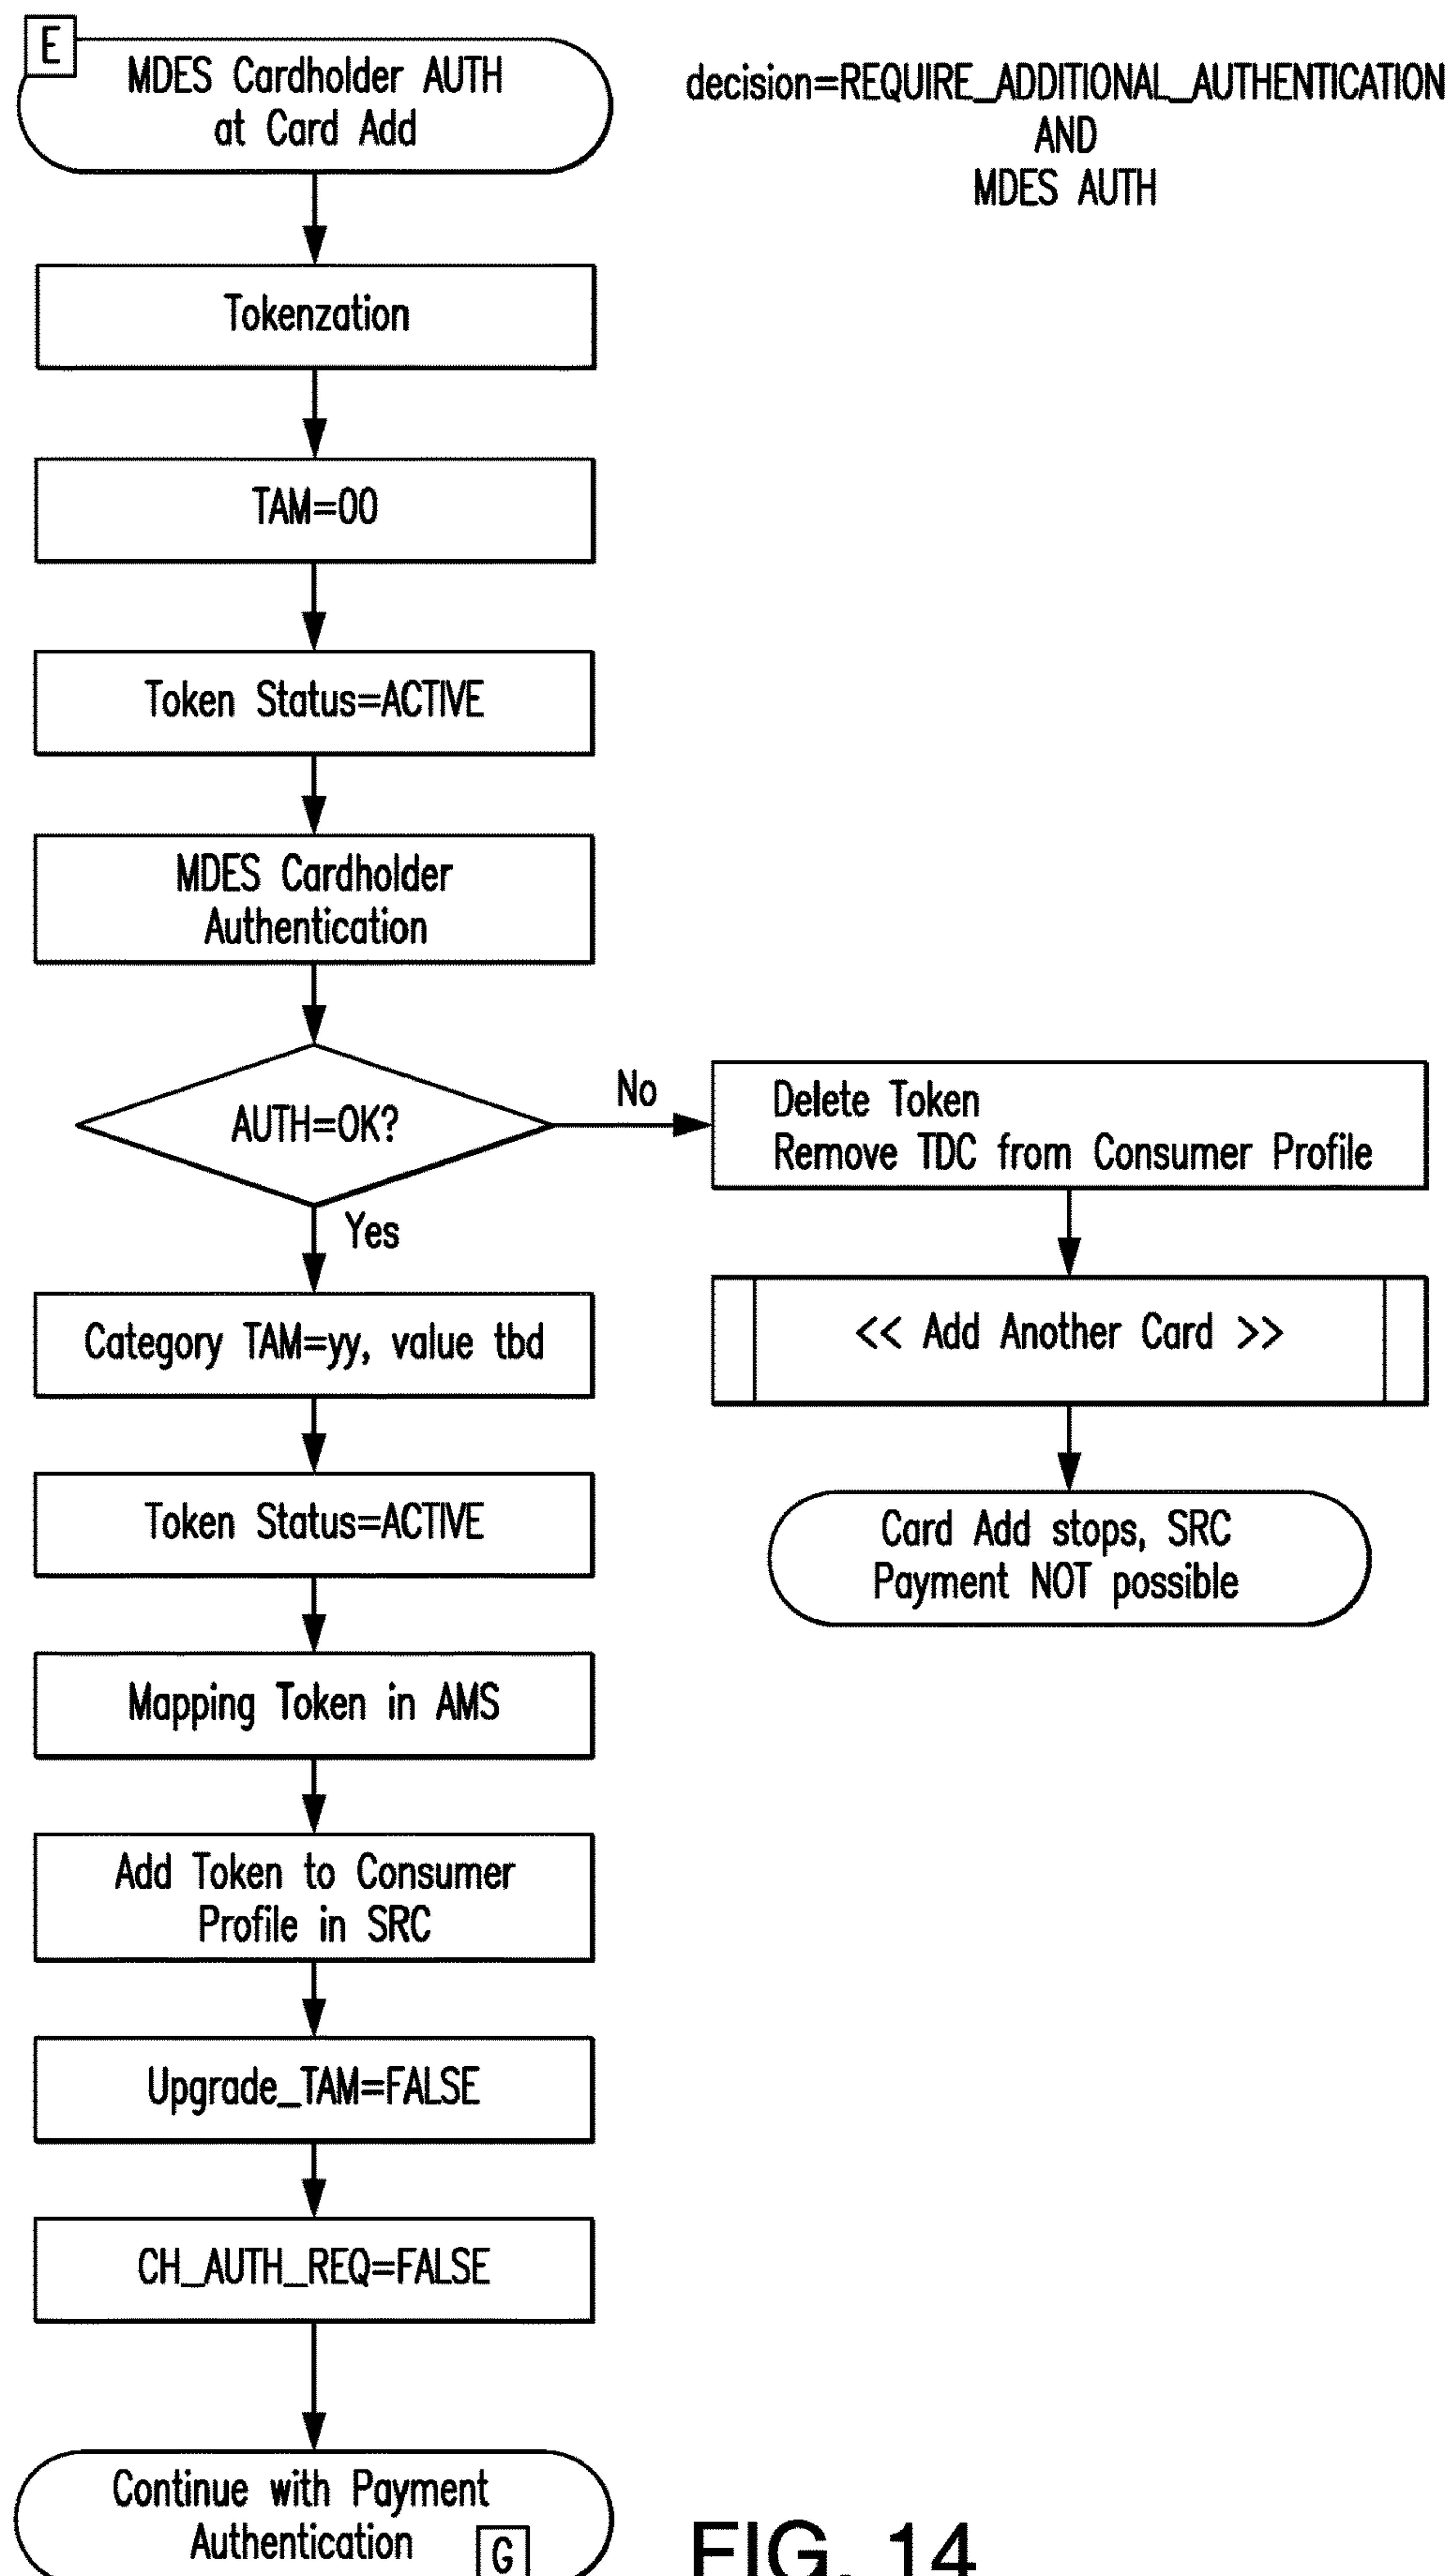 E
MDES Cardholder AUTH
at Card Add
decision=REQUIRE_ADDITIONAL_AUTHENTICATION
AND
MDES AUTH
Tokenzation
TAM=00
Token Status=ACTIVE
MDES Cardholder
Authentication
AUTH=OK?
No
Delete Token
Remove TDC from Consumer Profile
Yes
<< Add Another Card >>
Category TAM=yy, value tbd
Card Add stops, SRC
Payment NOT possible
Token Status=ACTIVE
Mapping Token in AMS
Add Token to Consumer
Profile in SRC
Upgrade_TAM=FALSE
CH_AUTH_REQ=FALSE
Continue with Payment
Authentication
G
FIG. 14